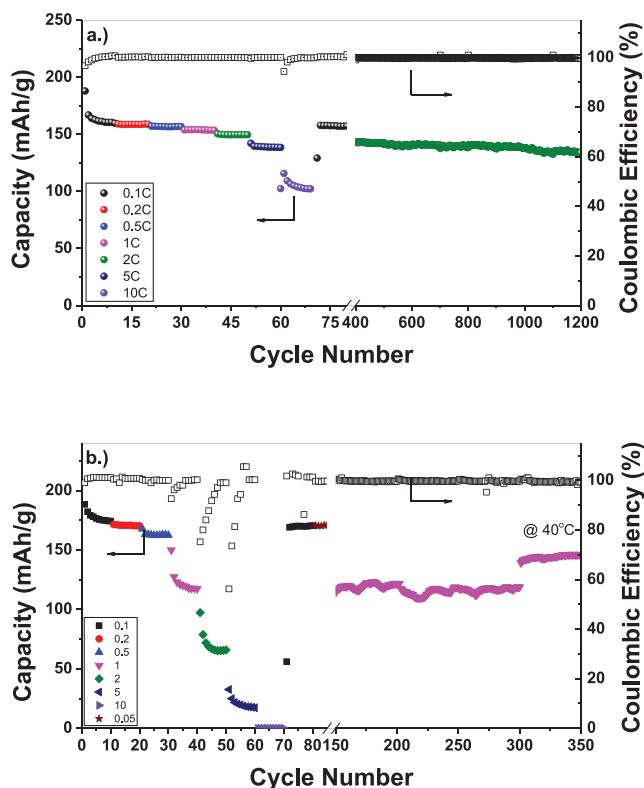 a.)
Capacity (mAh/g)
250
200
150
100
50
0
0.1C
0.2C
0.5C
1C
2C
5C
10C
0 15 30 45 60 75 400 600 800 1000 1200
Cycle Number
100
80
60
40
20
0
Coulombic Efficiency (%)
b.)
Capacity (mAh/g)
200
150
100
50
0
@ 40°C
0.1
0.2
0.5
1
2
5
10
0.05
0 10 20 30 40 50 60 70 80 150 200 250 300 350
Cycle Number
100
80
60
40
20
0
Coulombic Efficiency (%)